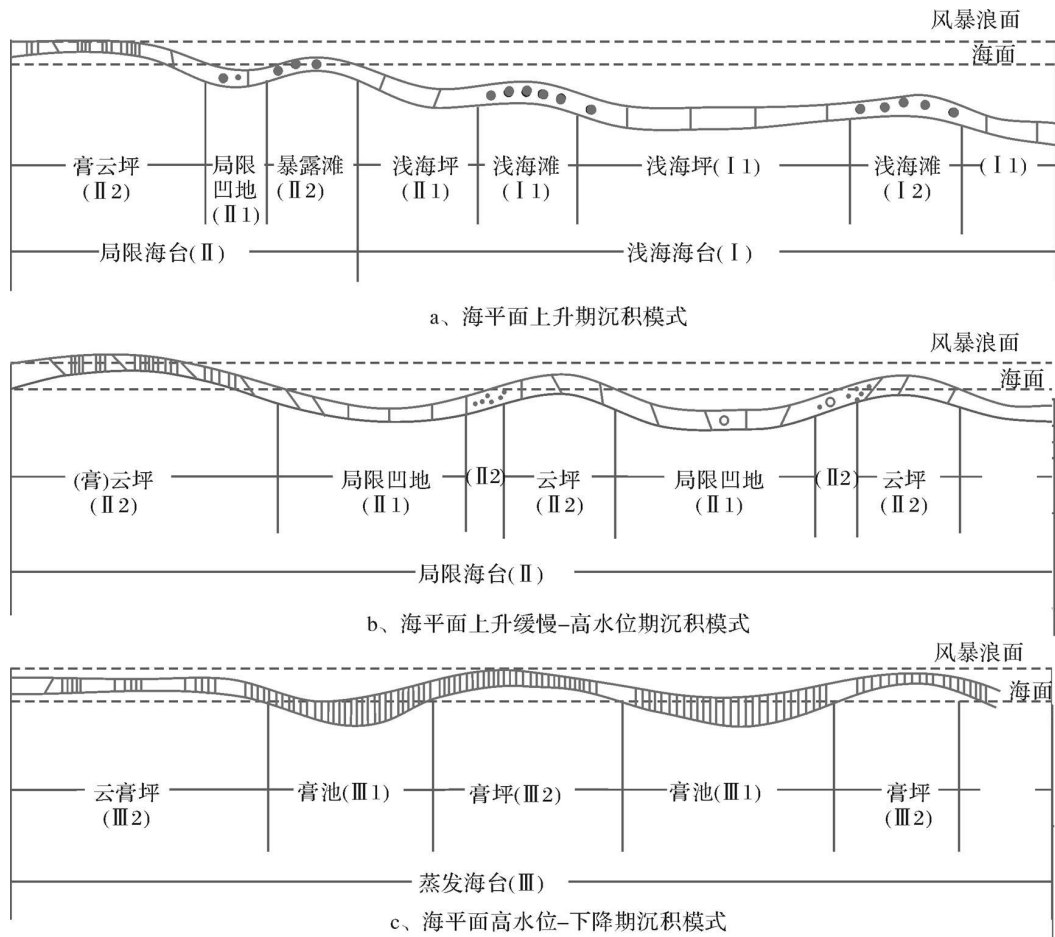 风暴浪面
海面
膏云坪
(Ⅱ2)
局限
凹地
(Ⅱ1)
暴露滩
(Ⅱ2)
浅海坪
(Ⅱ1)
浅海滩
(Ⅰ1)
浅海坪(Ⅰ1)
浅海滩
(Ⅰ2)
(Ⅰ1)
局限海台(Ⅱ)
浅海海台(Ⅰ)
a、海平面上升期沉积模式
风暴浪面
海面
(膏)云坪
(Ⅱ2)
局限凹地
(Ⅱ1)
(Ⅱ2)
云坪
(Ⅱ2)
局限凹地
(Ⅱ1)
(Ⅱ2)
云坪
(Ⅱ2)
局限海台(Ⅱ)
b、海平面上升缓慢–高水位期沉积模式
风暴浪面
海面
云膏坪
(Ⅲ2)
膏池(Ⅲ1)
膏坪(Ⅲ2)
膏池(Ⅲ1)
膏坪
(Ⅲ2)
蒸发海台(Ⅲ)
c、海平面高水位–下降期沉积模式